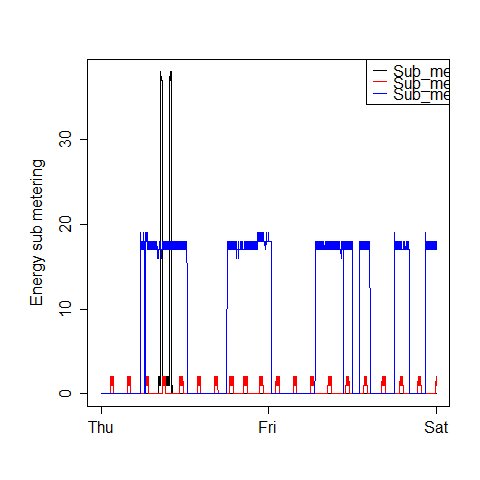 Sub_me
Sub_me
Sub_me
Energy sub metering
30
20
10
0
Thu Fri Sat